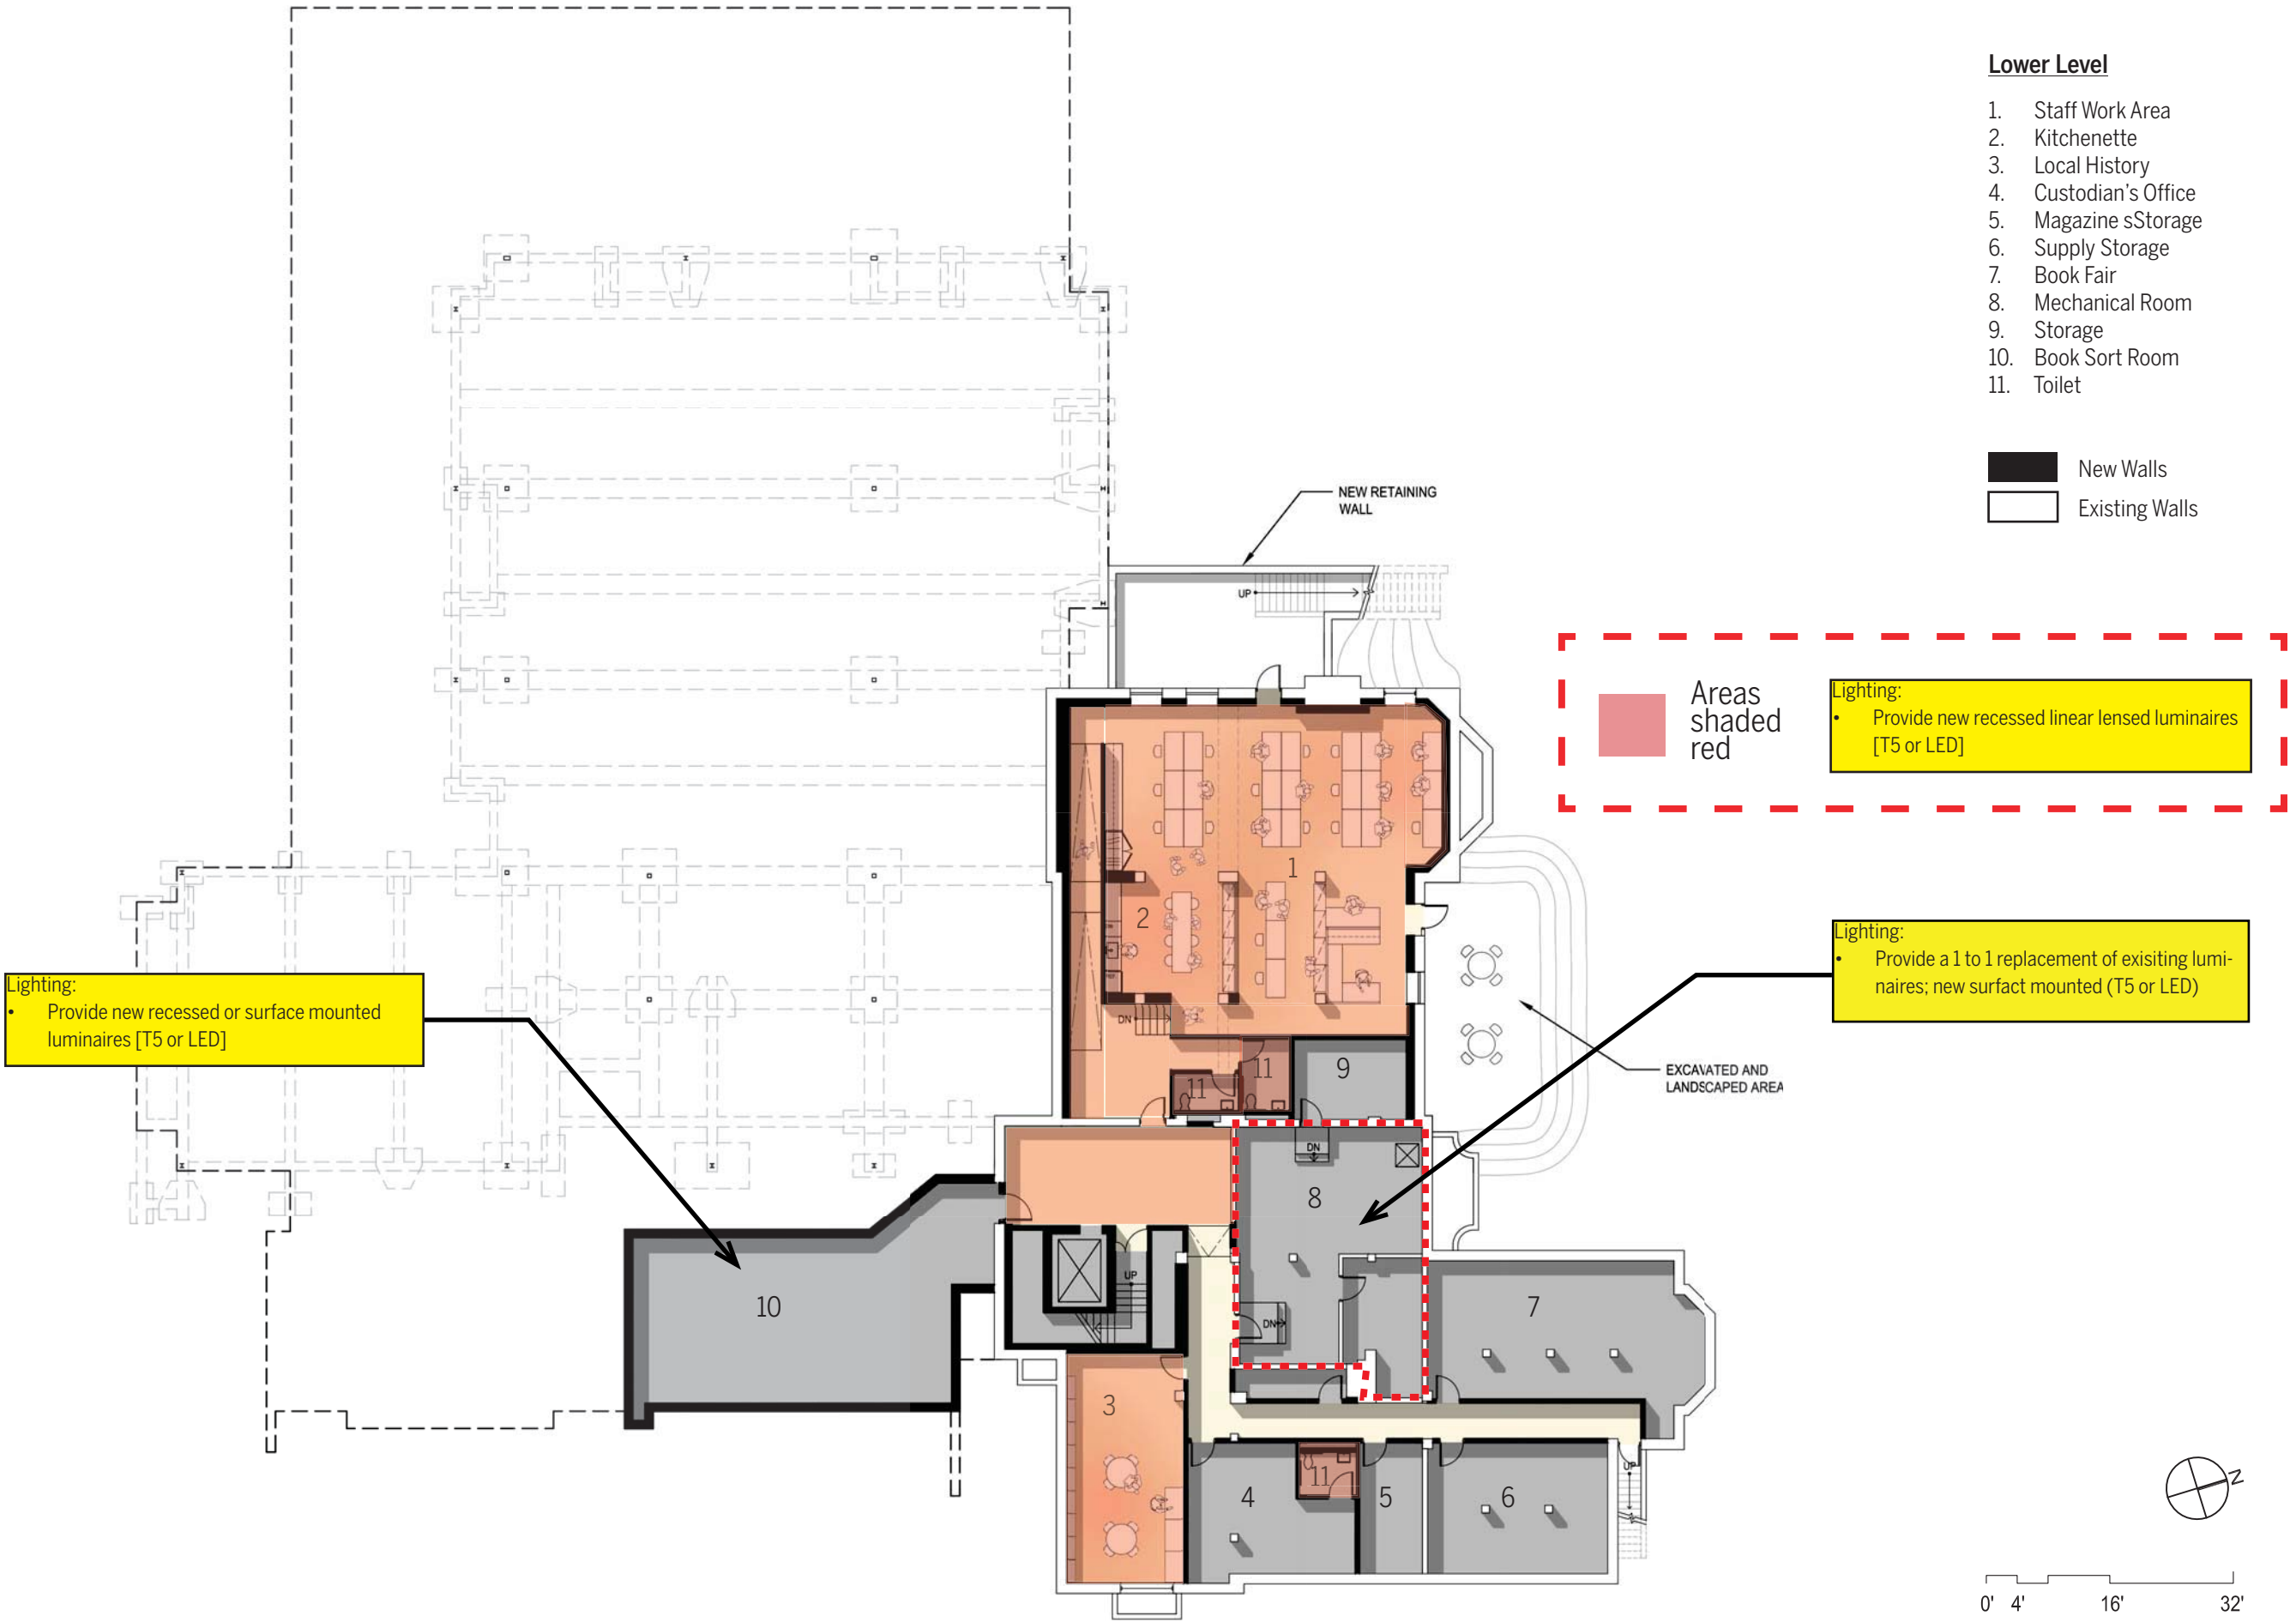 Lower Level
1. Staff Work Area
2. Kitchenette
3. Local History
4. Custodian's Office
5. Magazine sStorage
6. Supply Storage
7. Book Fair
8. Mechanical Room
9. Storage
10. Book Sort Room
11. Toilet
New Walls
Existing Walls
NEW RETAINING
WALL
UP
Areas
shaded
red
Lighting:
• Provide new recessed linear lensed luminaires
[T5 or LED]
1
2
Lighting:
• Provide a 1 to 1 replacement of exisiting lumi-
naires; new surfact mounted (T5 or LED)
Lighting:
• Provide new recessed or surface mounted
luminaires [T5 or LED]
DN
11
11
9
EXCAVATED AND
LANDSCAPED AREA
DN
8
UP
10
DN
7
3
UP
11
4
5
6
N
0' 4' 16' 32'